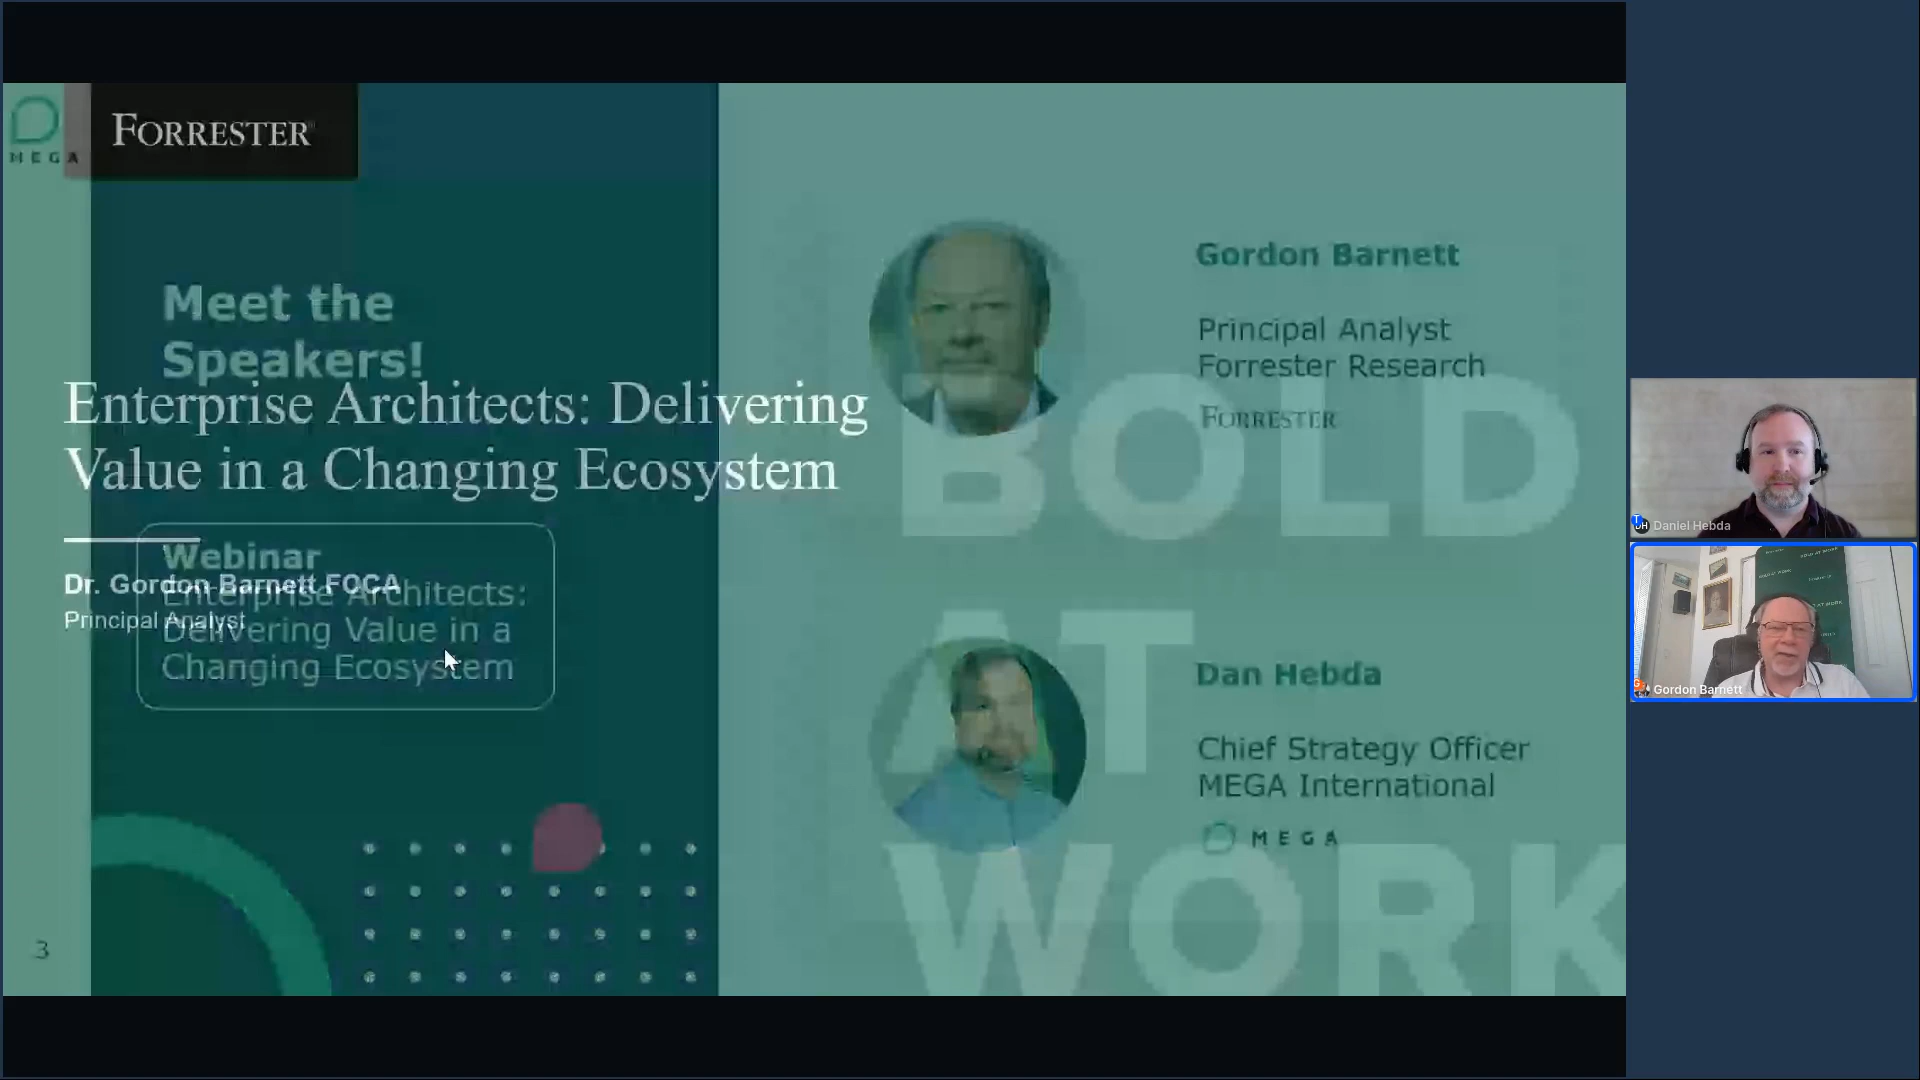 MEGA
FORRESTER
Meet the
Speakers!
Enterprise Architects: Delivering
Value in a Changing Ecosystem
Webinar
Enterprise Architects:
Delivering Value in a
Changing Ecosystem
Dr. Gordon Barnett FOCA
Principal Analyst
3
Gordon Barnett
Principal Analyst
Forrester Research
FORRESTER
BOLD
AT
WORK
Dan Hebda
Chief Strategy Officer
MEGA International
MEGA
DH Daniel Hebda
Gordon Barnett